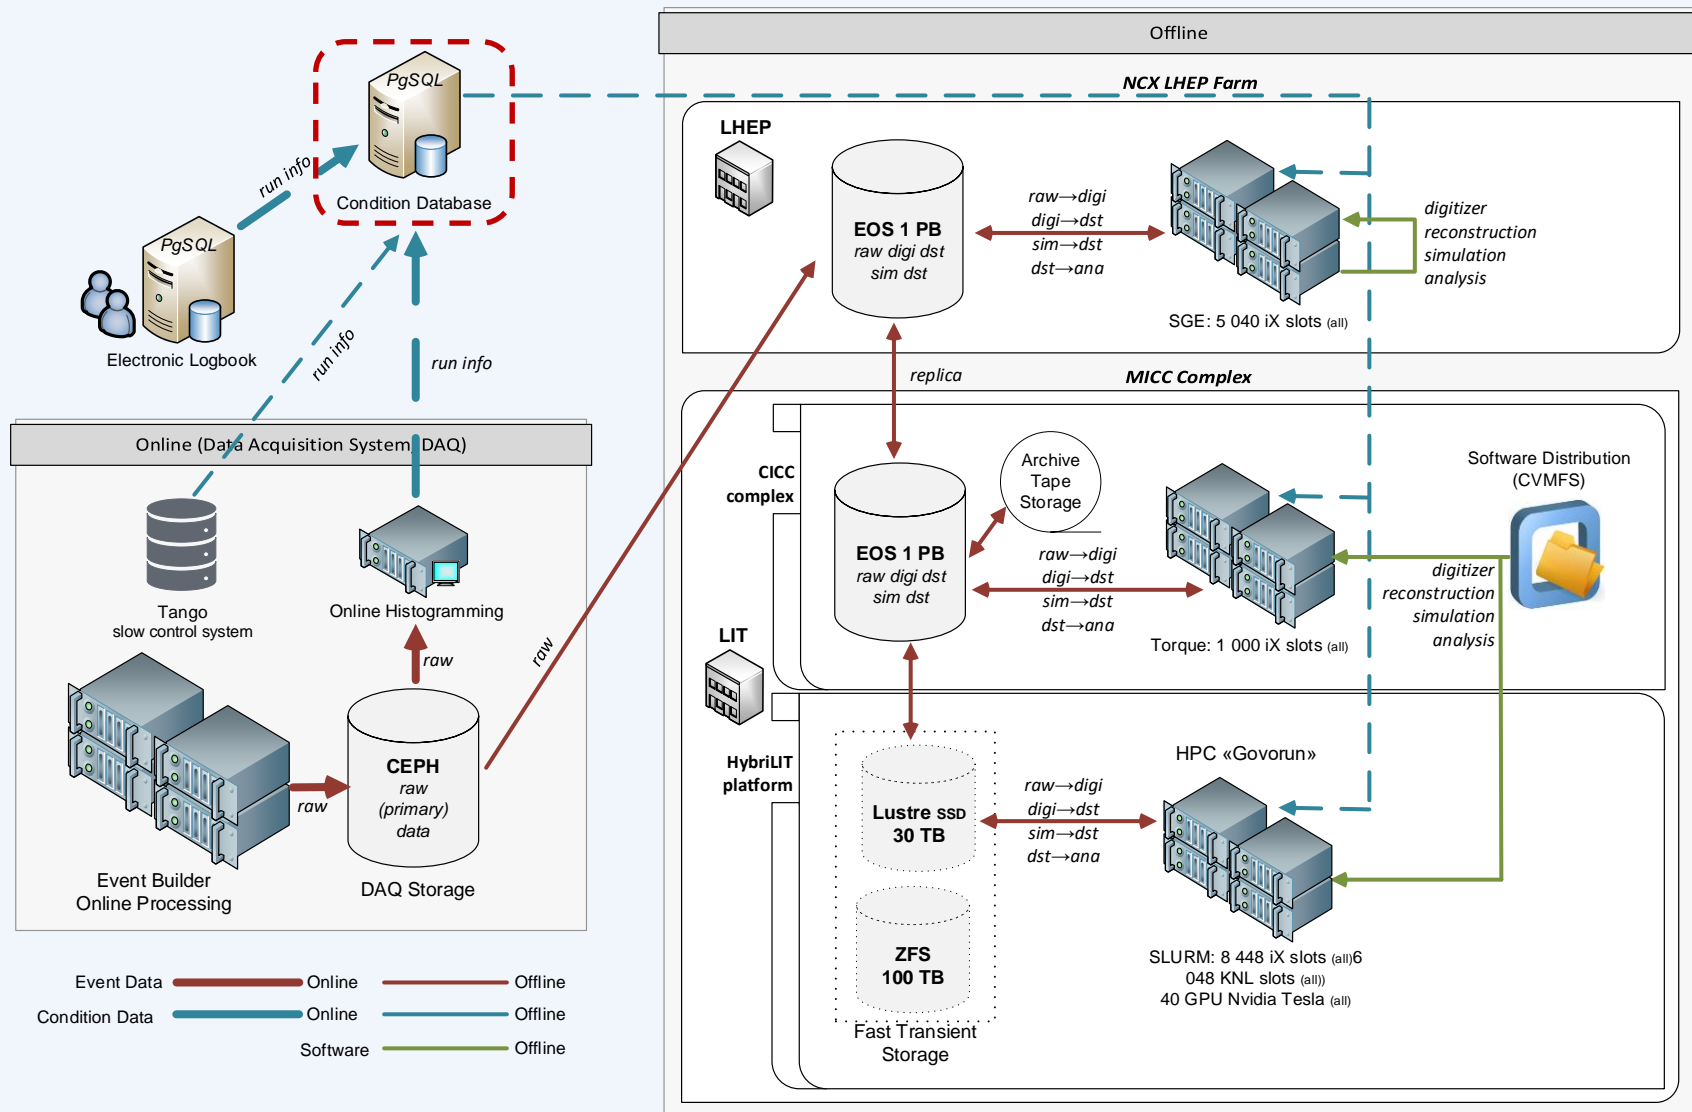 Offline
NCX LHEP Farm
PgSQL
Condition Database
run info
PgSQL
Electronic Logbook
run info
run info
LHEP
EOS 1 PB
raw digi dst
sim dst
raw→digi
digi→dst
sim→dst
dst→ana
digitizer
reconstruction
simulation
analysis
SGE: 5 040 iX slots (all)
replica
MICC Complex
Online (Data Acquisition System, DAQ)
Tango
slow control system
Online Histogramming
raw
raw
Event Builder
Online Processing
raw
CEPH
raw
(primary)
data
DAQ Storage
CICC
complex
Archive
Tape
Storage
EOS 1 PB
raw digi dst
sim dst
raw→digi
digi→dst
sim→dst
dst→ana
Torque: 1 000 iX slots (all)
Software Distribution
(CVMFS)
digitizer
reconstruction
simulation
analysis
LIT
HybriLIT
platform
Lustre SSD
30 TB
ZFS
100 TB
Fast Transient
Storage
raw→digi
digi→dst
sim→dst
dst→ana
HPC «Govorun»
SLURM: 8 448 iX slots (all)6
048 KNL slots (all))
40 GPU Nvidia Tesla (all)
Event Data Online Offline
Condition Data Online Offline
Software Offline